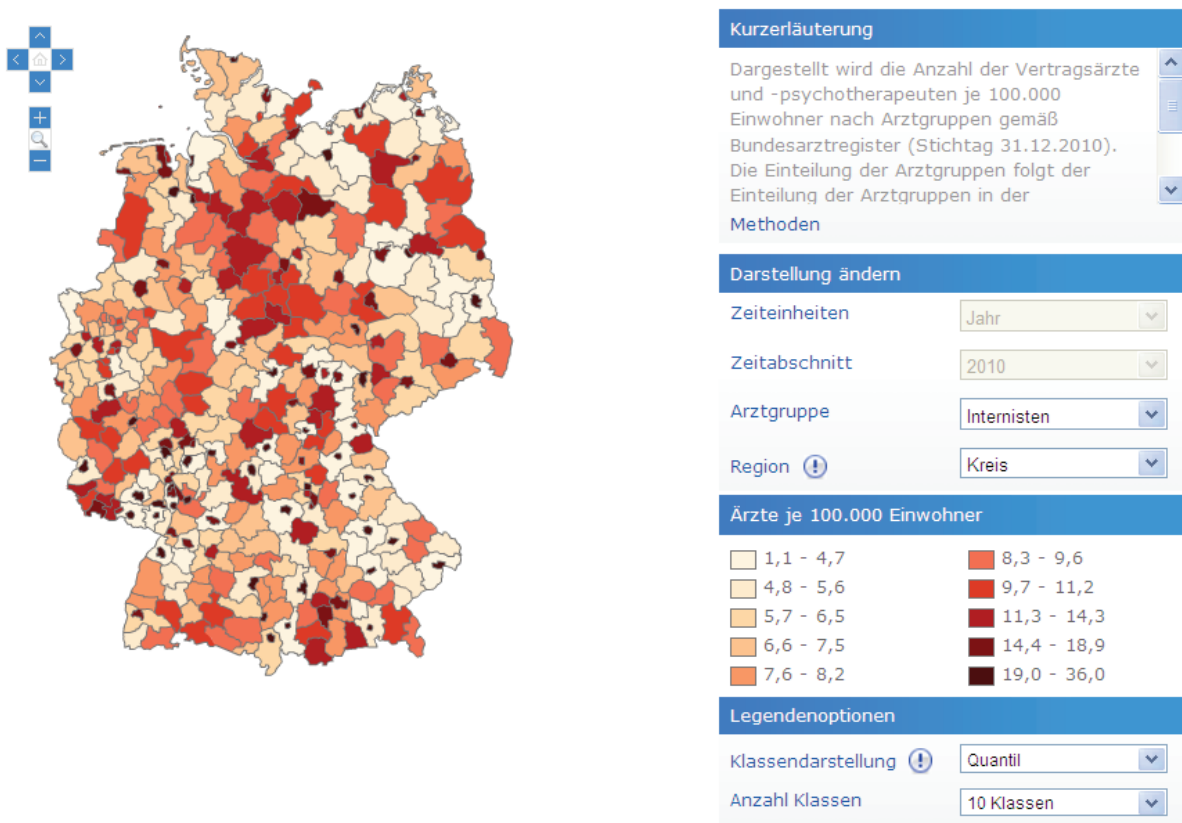 Kurzerläuterung
Dargestellt wird die Anzahl der Vertragsärzte
und -psychotherapeuten je 100.000
Einwohner nach Arztgruppen gemäß
Bundesarztregister (Stichtag 31.12.2010).
Die Einteilung der Arztgruppen folgt der
Einteilung der Arztgruppen in der
Methoden
Darstellung ändern
Zeiteinheiten Jahr
Zeitabschnitt 2010
Arztgruppe Internisten
Region Kreis
Ärzte je 100.000 Einwohner
1,1 - 4,7 8,3 - 9,6
4,8 - 5,6 9,7 - 11,2
5,7 - 6,5 11,3 - 14,3
6,6 - 7,5 14,4 - 18,9
7,6 - 8,2 19,0 - 36,0
Legendenoptionen
Klassendarstellung Quantil
Anzahl Klassen 10 Klassen